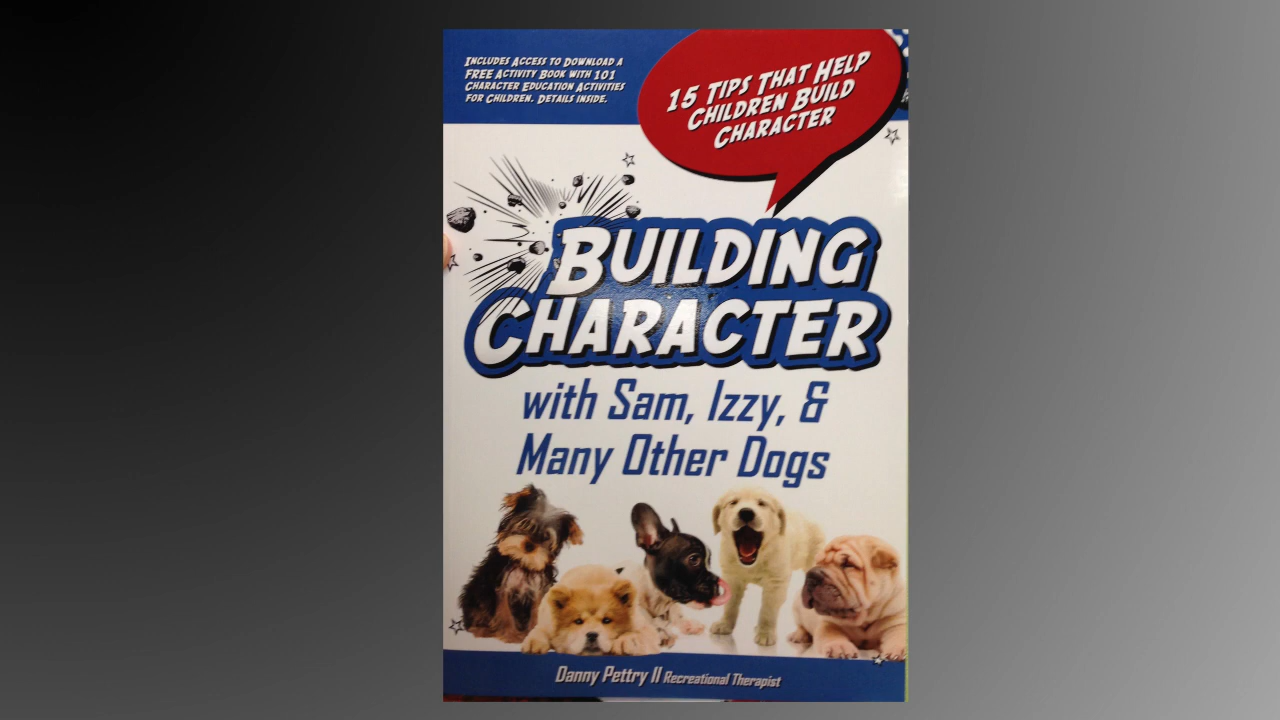 INCLUDES ACCESS TO DOWNLOAD A
FREE ACTIVITY BOOK WITH 101
CHARACTER EDUCATION ACTIVITIES
FOR CHILDREN. DETAILS INSIDE.
15 TIPS THAT HELP
CHILDREN BUILD
CHARACTER
BUILDING
CHARACTER
with Sam, Izzy, &
Many Other Dogs
Danny Pettry II Recreational Therapist